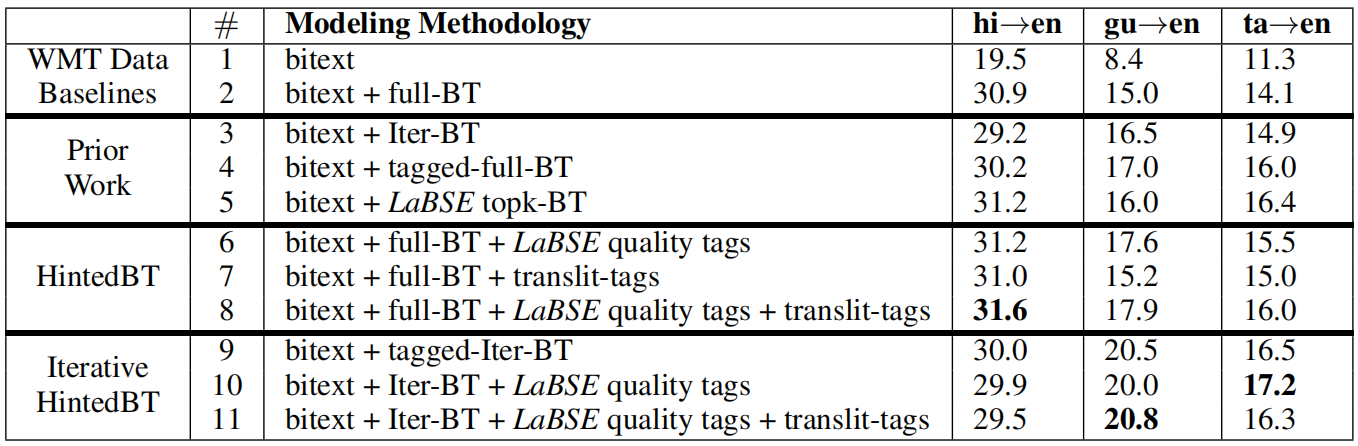 # Modeling Methodology hi→en gu→en ta→en
WMT Data Baselines
1 bitext 19.5 8.4 11.3
2 bitext + full-BT 30.9 15.0 14.1
Prior Work
3 bitext + Iter-BT 29.2 16.5 14.9
4 bitext + tagged-full-BT 30.2 17.0 16.0
5 bitext + LaBSE topk-BT 31.2 16.0 16.4
HintedBT
6 bitext + full-BT + LaBSE quality tags 31.2 17.6 15.5
7 bitext + full-BT + translit-tags 31.0 15.2 15.0
8 bitext + full-BT + LaBSE quality tags + translit-tags 31.6 17.9 16.0
Iterative HintedBT
9 bitext + tagged-Iter-BT 30.0 20.5 16.5
10 bitext + Iter-BT + LaBSE quality tags 29.9 20.0 17.2
11 bitext + Iter-BT + LaBSE quality tags + translit-tags 29.5 20.8 16.3